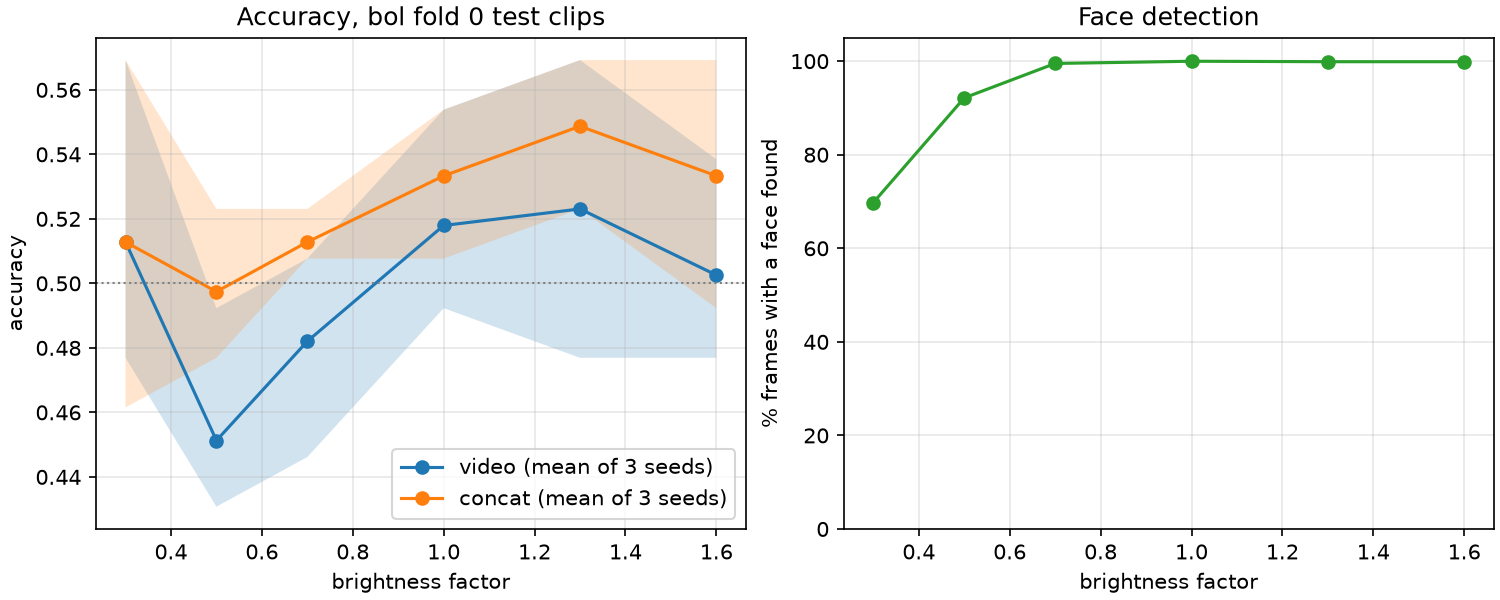 Accuracy, bol fold 0 test clips
accuracy
0.56
0.54
0.52
0.50
0.48
0.46
0.44
video (mean of 3 seeds)
concat (mean of 3 seeds)
0.4 0.6 0.8 1.0 1.2 1.4 1.6
brightness factor
Face detection
% frames with a face found
100
80
60
40
20
0
0.4 0.6 0.8 1.0 1.2 1.4 1.6
brightness factor